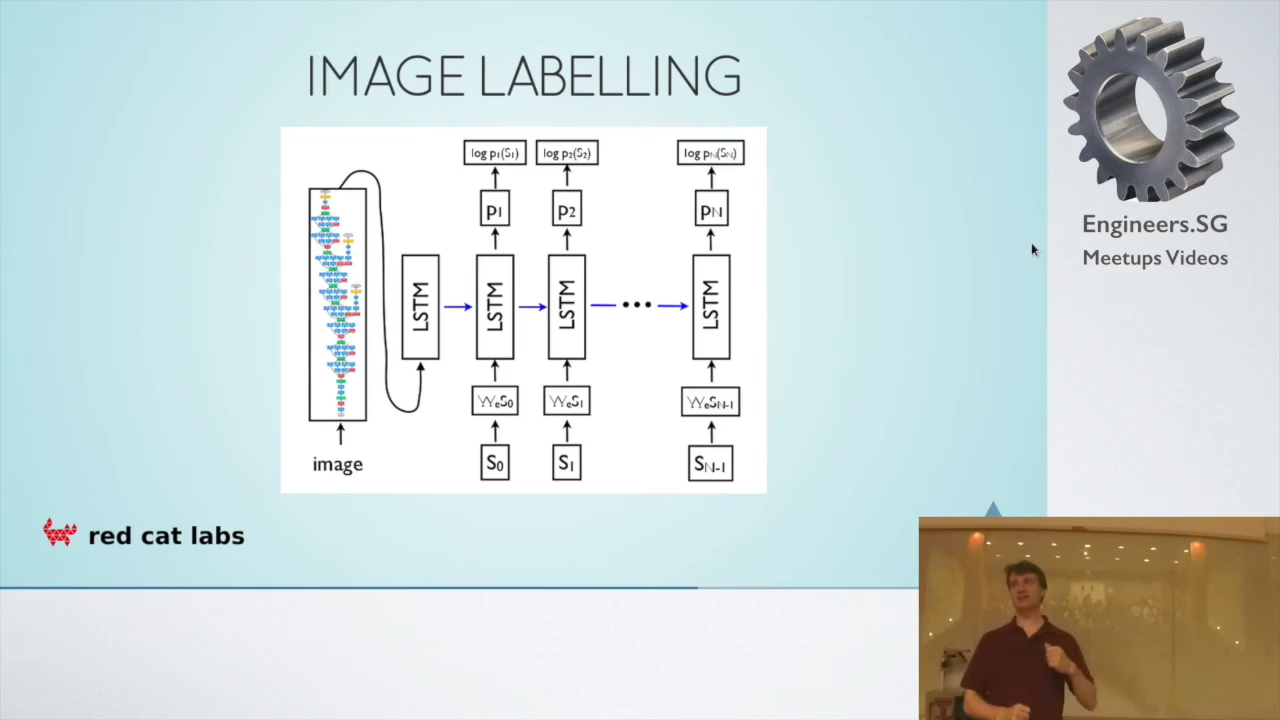 IMAGE LABELLING
log p1(S1)
log p2(S2)
log pN(SN)
p1
p2
pN
LSTM
LSTM
LSTM
...
LSTM
WeS0
WeS1
WeSN-1
image
S0
S1
SN-1
red cat labs
Engineers.SG
Meetups Videos